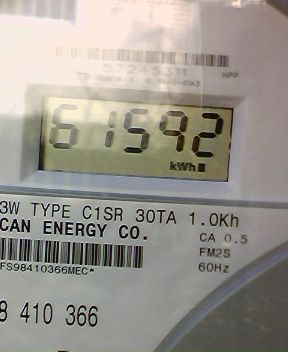 57245311
61592
kWh
3W TYPE C1SR 30TA 1.0Kh
CAN ENERGY CO.
CA 0.5
FM2S
60Hz
FS98410366MEC*
8 410 366